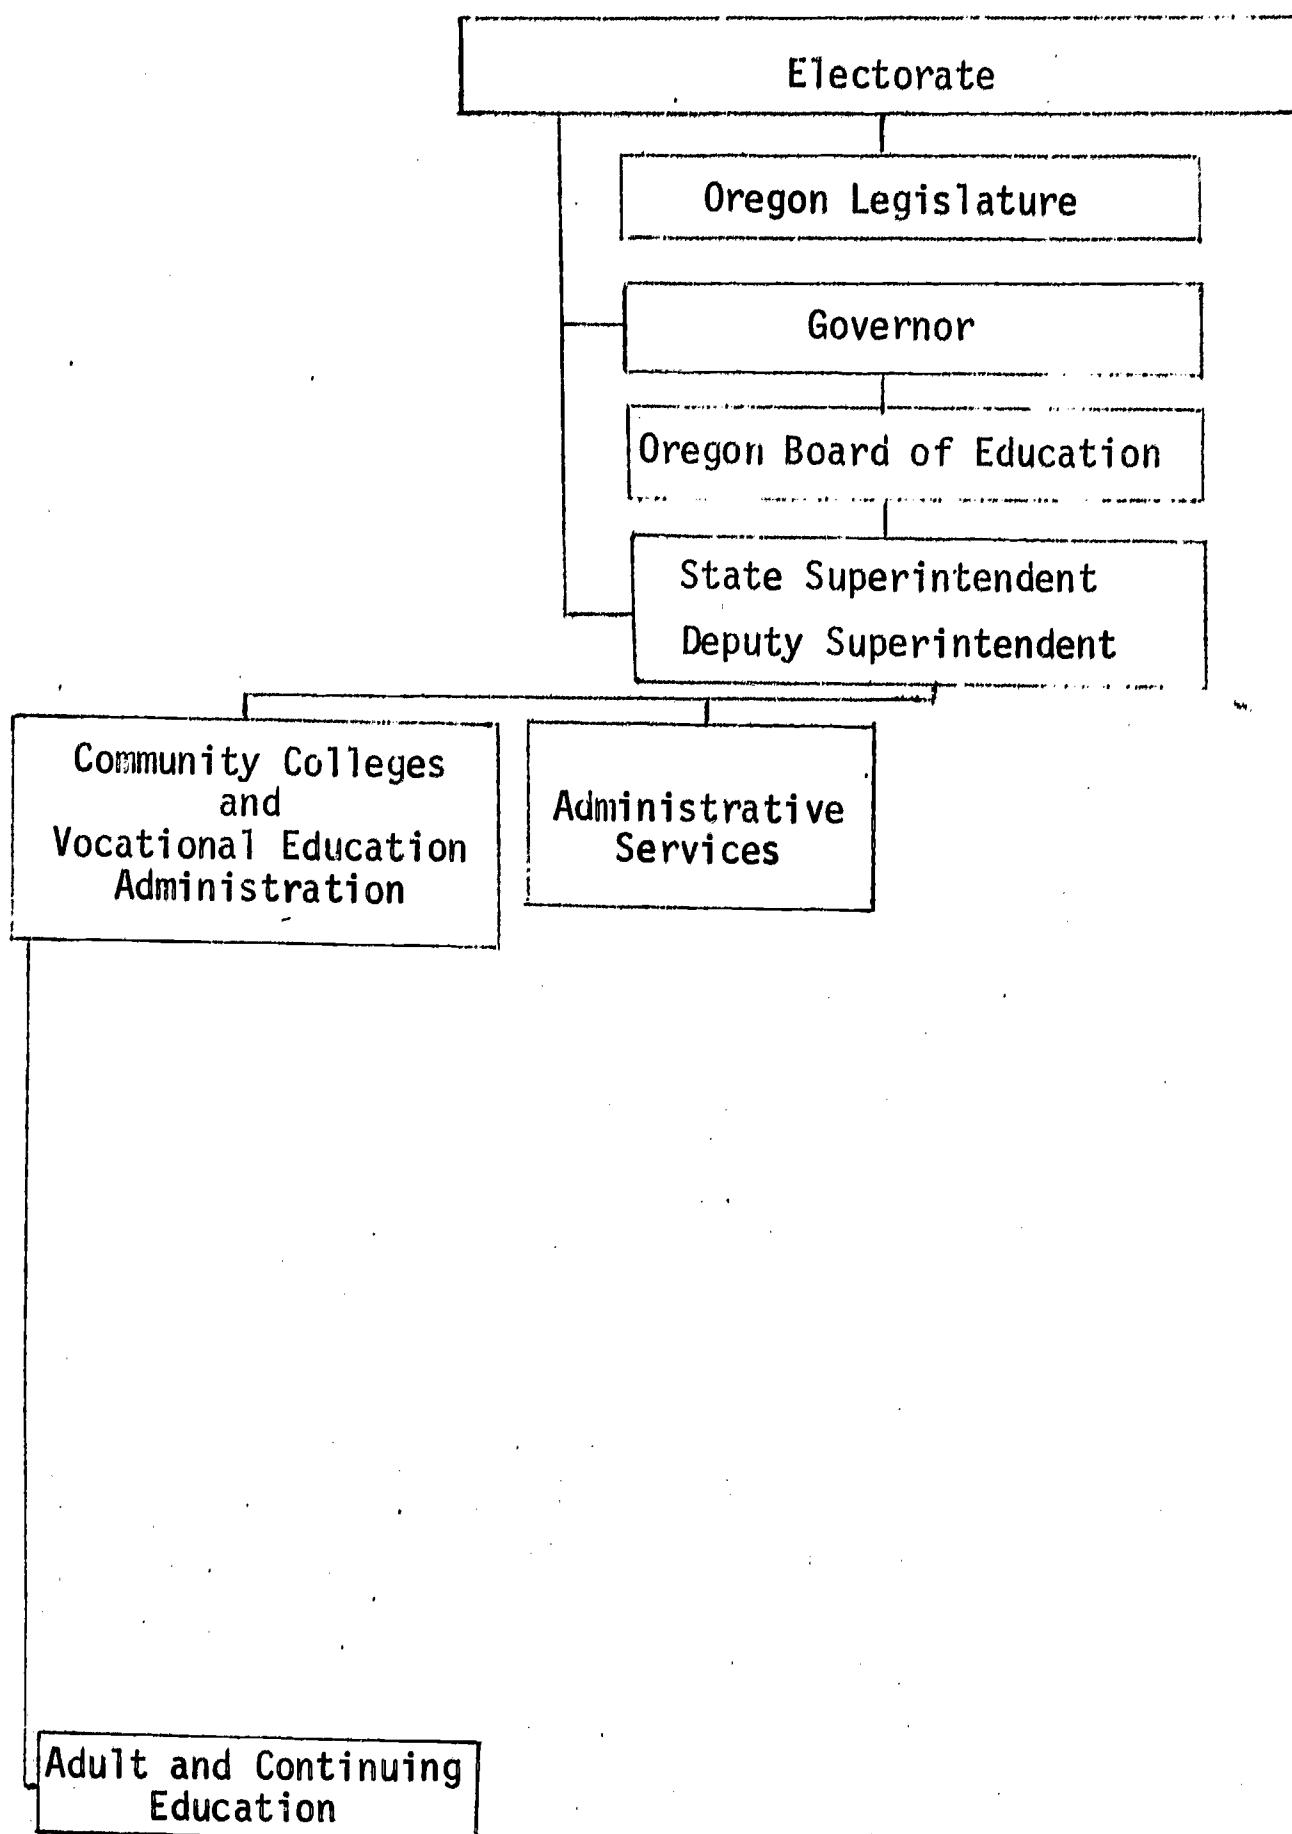 Electorate
Oregon Legislature
Governor
Oregon Board of Education
State Superintendent
Deputy Superintendent
Community Colleges
and
Vocational Education
Administration
Administrative
Services
Adult and Continuing
Education